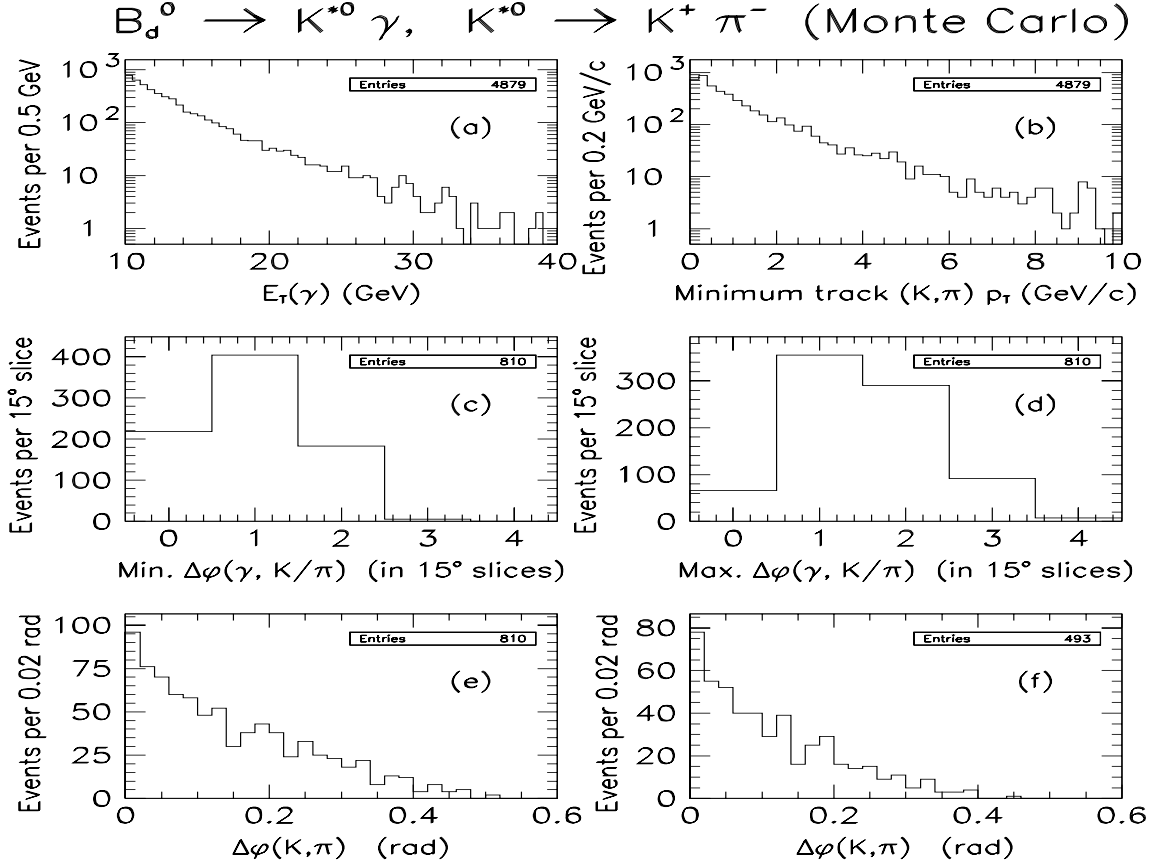 B_d^0 → K*0 γ,  K*0 → K+ π−  (Monte Carlo)
Events per 0.5 GeV
10^3
10^2
10
1
Entries 4879
(a)
10 20 30 40
E_T(γ) (GeV)
Events per 0.2 GeV/c
10^3
10^2
10
1
Entries 4879
(b)
0 2 4 6 8 10
Minimum track (K,π) p_T (GeV/c)
Events per 15° slice
400
300
200
100
0
Entries 810
(c)
0 1 2 3 4
Min. Δφ(γ, K/π) (in 15° slices)
Events per 15° slice
300
200
100
0
Entries 810
(d)
0 1 2 3 4
Max. Δφ(γ, K/π) (in 15° slices)
Events per 0.02 rad
100
75
50
25
0
Entries 810
(e)
0 0.2 0.4 0.6
Δφ(K,π) (rad)
Events per 0.02 rad
80
60
40
20
0
Entries 493
(f)
0 0.2 0.4 0.6
Δφ(K,π) (rad)